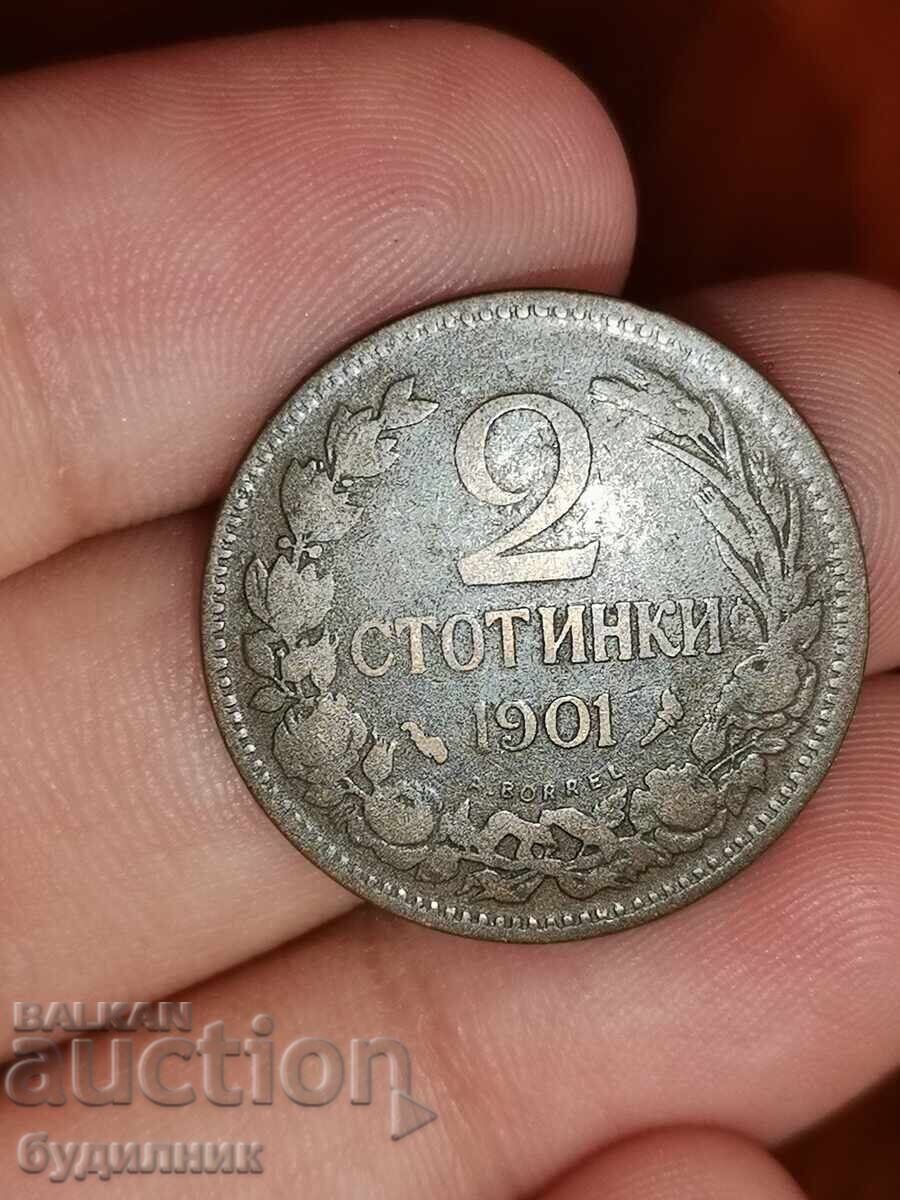 2
СТОТИНКИ
1901
A.BORREL
BALKAN
auction
будилник